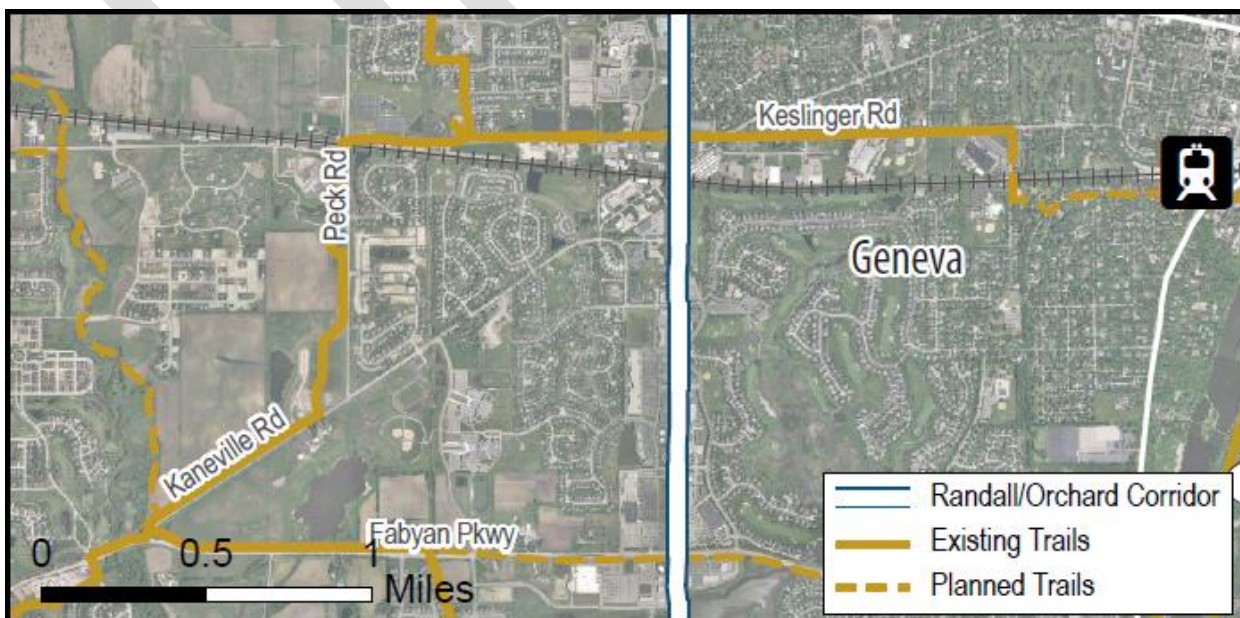 Keslinger Rd
Peck Rd
Geneva
Kaneville Rd
Fabyan Pkwy
0 0.5 1
Miles
Randall/Orchard Corridor
Existing Trails
Planned Trails